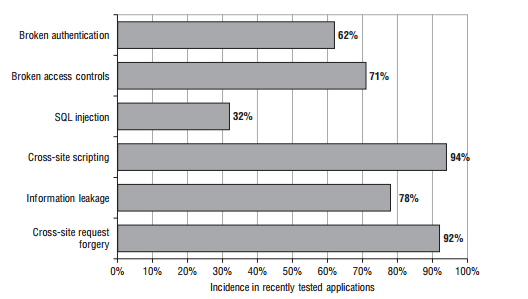 Broken authentication
62%
Broken access controls
71%
SQL injection
32%
Cross-site scripting
94%
Information leakage
78%
Cross-site request
forgery
92%
0% 10% 20% 30% 40% 50% 60% 70% 80% 90% 100%
Incidence in recently tested applications